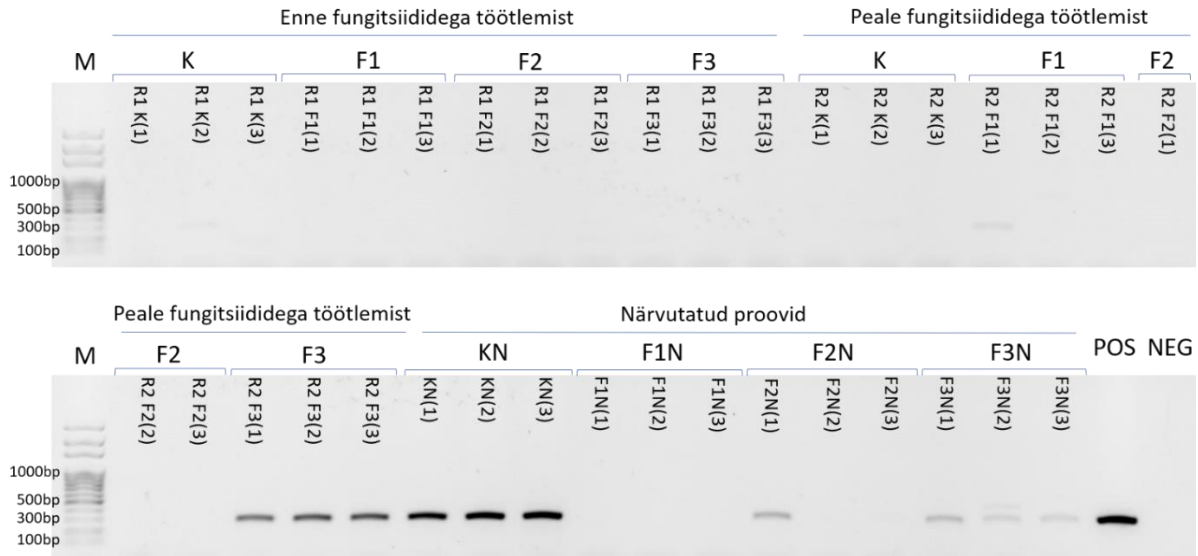 Enne fungitsiididega töötlemist Peale fungitsiididega töötlemist
M K F1 F2 F3 K F1 F2
R1 K(1) R1 K(2) R1 K(3) R1 F1(1) R1 F1(2) R1 F1(3) R1 F2(1) R1 F2(2) R1 F2(3) R1 F3(1) R1 F3(2) R1 F3(3) R2 K(1) R2 K(2) R2 K(3) R2 F1(1) R2 F1(2) R2 F1(3) R2 F2(1)
1000bp
500bp
300bp
100bp
Peale fungitsiididega töötlemist Närvutatud proovid
M F2 F3 KN F1N F2N F3N POS NEG
R2 F2(2) R2 F2(3) R2 F3(1) R2 F3(2) R2 F3(3) KN(1) KN(2) KN(3) F1N(1) F1N(2) F1N(3) F2N(1) F2N(2) F2N(3) F3N(1) F3N(2) F3N(3)
1000bp
500bp
300bp
100bp